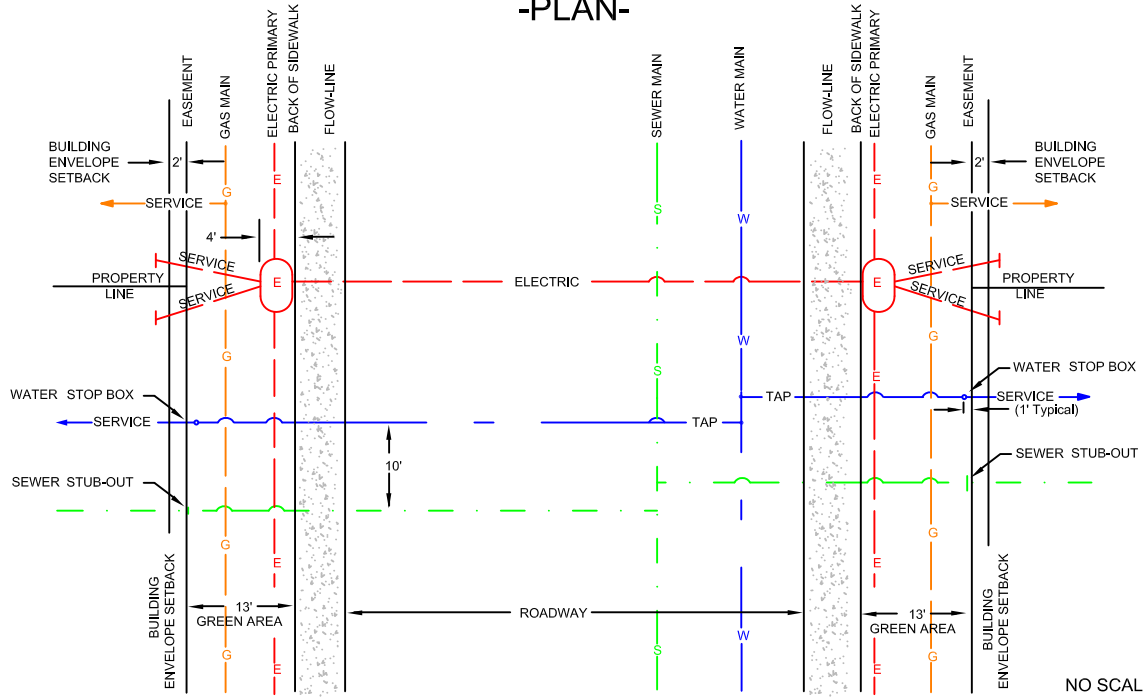 -PLAN-
EASEMENT
GAS MAIN
ELECTRIC PRIMARY
BACK OF SIDEWALK
FLOW-LINE
SEWER MAIN
WATER MAIN
FLOW-LINE
BACK OF SIDEWALK
ELECTRIC PRIMARY
GAS MAIN
EASEMENT
BUILDING
ENVELOPE
SETBACK
2'
2'
BUILDING
ENVELOPE
SETBACK
E
E
G
G
SERVICE
SERVICE
S
W
4'
SERVICE
SERVICE
PROPERTY
LINE
E
ELECTRIC
E
SERVICE
SERVICE
PROPERTY
LINE
G
S
W
G
E
WATER STOP BOX
WATER STOP BOX
TAP
SERVICE
(1' Typical)
SERVICE
TAP
10'
SEWER STUB-OUT
SEWER STUB-OUT
G
G
E
E
BUILDING
ENVELOPE SETBACK
13'
GREEN AREA
ROADWAY
13'
GREEN AREA
BUILDING
ENVELOPE SETBACK
W
S
G
E
E
G
NO SCAL